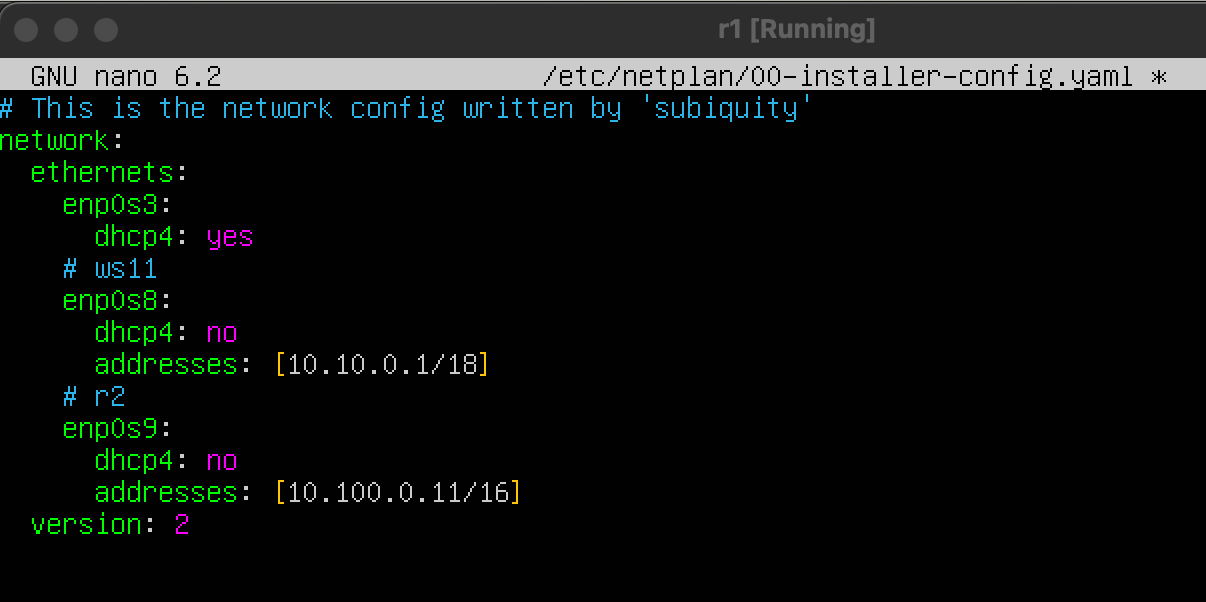 r1 [Running]
GNU nano 6.2 /etc/netplan/00-installer-config.yaml *
# This is the network config written by 'subiquity'
network:
  ethernets:
    enp0s3:
      dhcp4: yes
    # ws11
    enp0s8:
      dhcp4: no
      addresses: [10.10.0.1/18]
    # r2
    enp0s9:
      dhcp4: no
      addresses: [10.100.0.11/16]
  version: 2